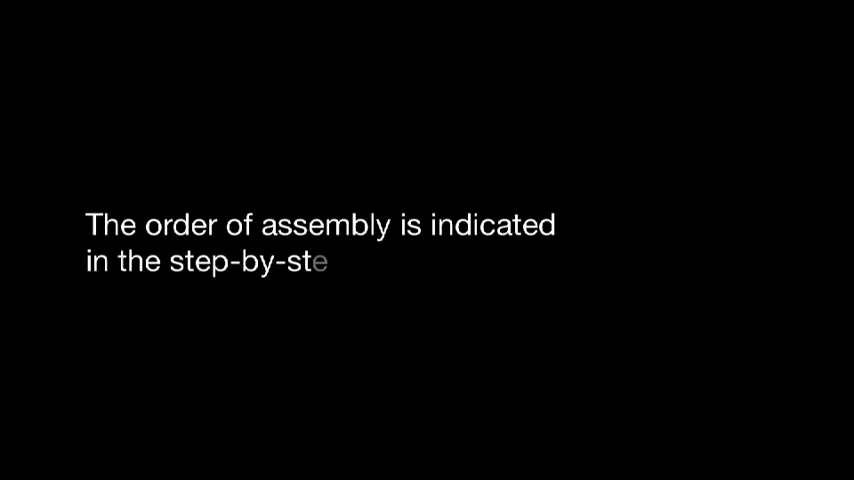 The order of assembly is indicated
in the step-by-ste